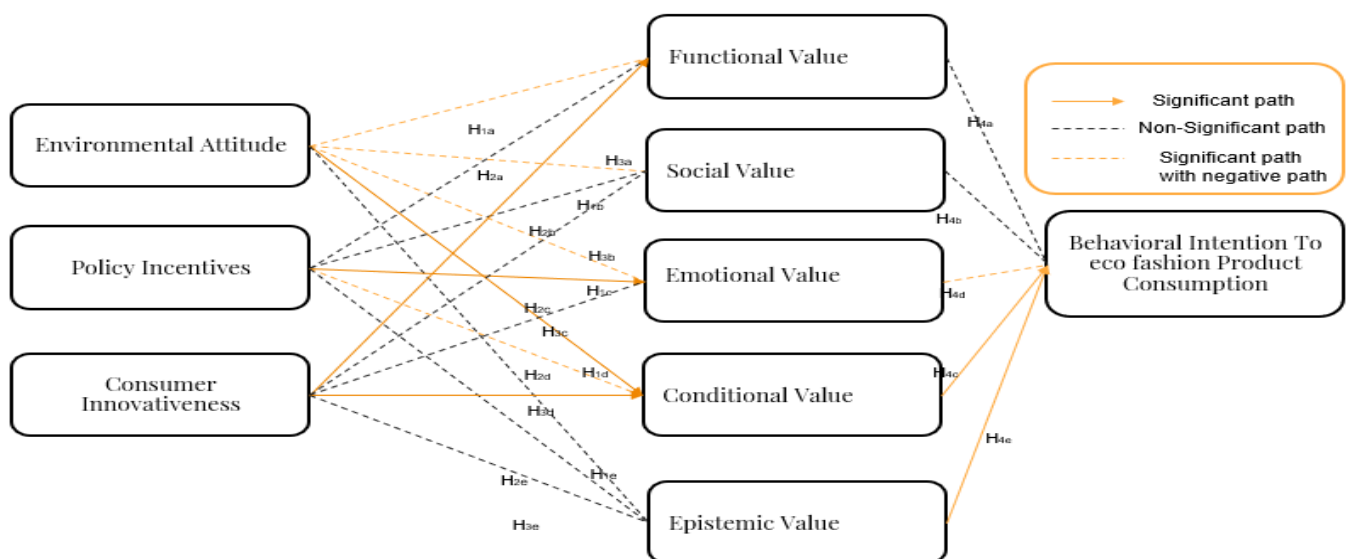 Functional Value
Environmental Attitude
Social Value
Policy Incentives
Emotional Value
Consumer
Innovativeness
Conditional Value
Epistemic Value
Behavioral Intention To
eco fashion Product
Consumption
Significant path
Non-Significant path
Significant path
with negative path
H1a
H2a
H3a
H1b
H2b
H3b
H1c
H2c
H3c
H1d
H2d
H3d
H1e
H2e
H3e
H4a
H4b
H4d
H4c
H4e